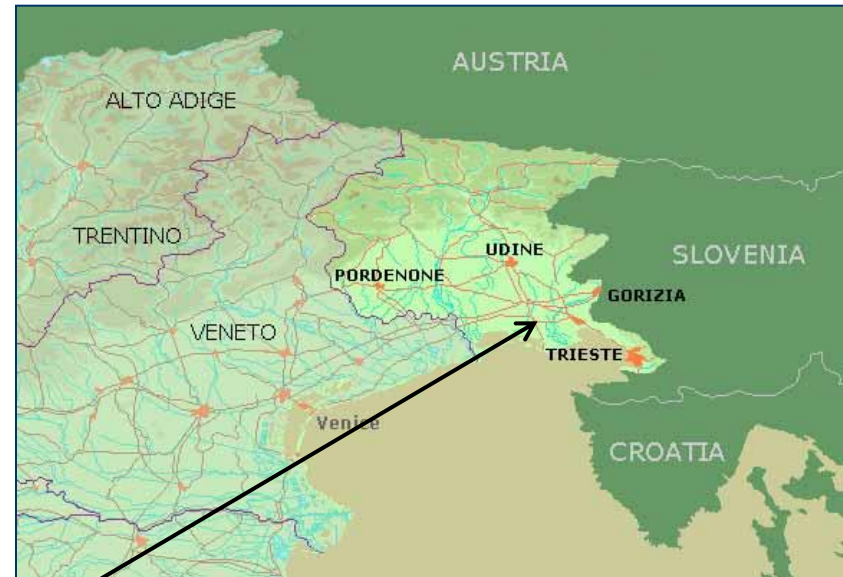 AUSTRIA
ALTO ADIGE
TRENTINO
UDINE
SLOVENIA
PORDENONE
GORIZIA
VENETO
TRIESTE
Venice
CROATIA